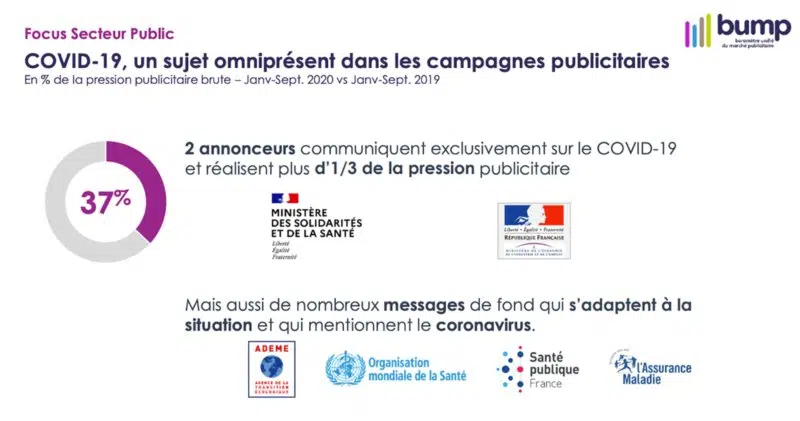 Focus Secteur Public
bump
baromètre unifié
du marché publicitaire
COVID-19, un sujet omniprésent dans les campagnes publicitaires
En % de la pression publicitaire brute – Janv-Sept. 2020 vs Janv-Sept. 2019
37%
2 annonceurs communiquent exclusivement sur le COVID-19
et réalisent plus d'1/3 de la pression publicitaire
MINISTÈRE
DES SOLIDARITÉS
ET DE LA SANTÉ
Liberté
Égalité
Fraternité
Liberté • Égalité • Fraternité
RÉPUBLIQUE FRANÇAISE
MINISTÈRE DE L'ÉCONOMIE
DE L'INDUSTRIE ET DE L'EMPLOI
Mais aussi de nombreux messages de fond qui s'adaptent à la
situation et qui mentionnent le coronavirus.
ADEME
AGENCE DE LA
TRANSITION
ÉCOLOGIQUE
Organisation
mondiale de la Santé
Santé
publique
France
l'Assurance
Maladie